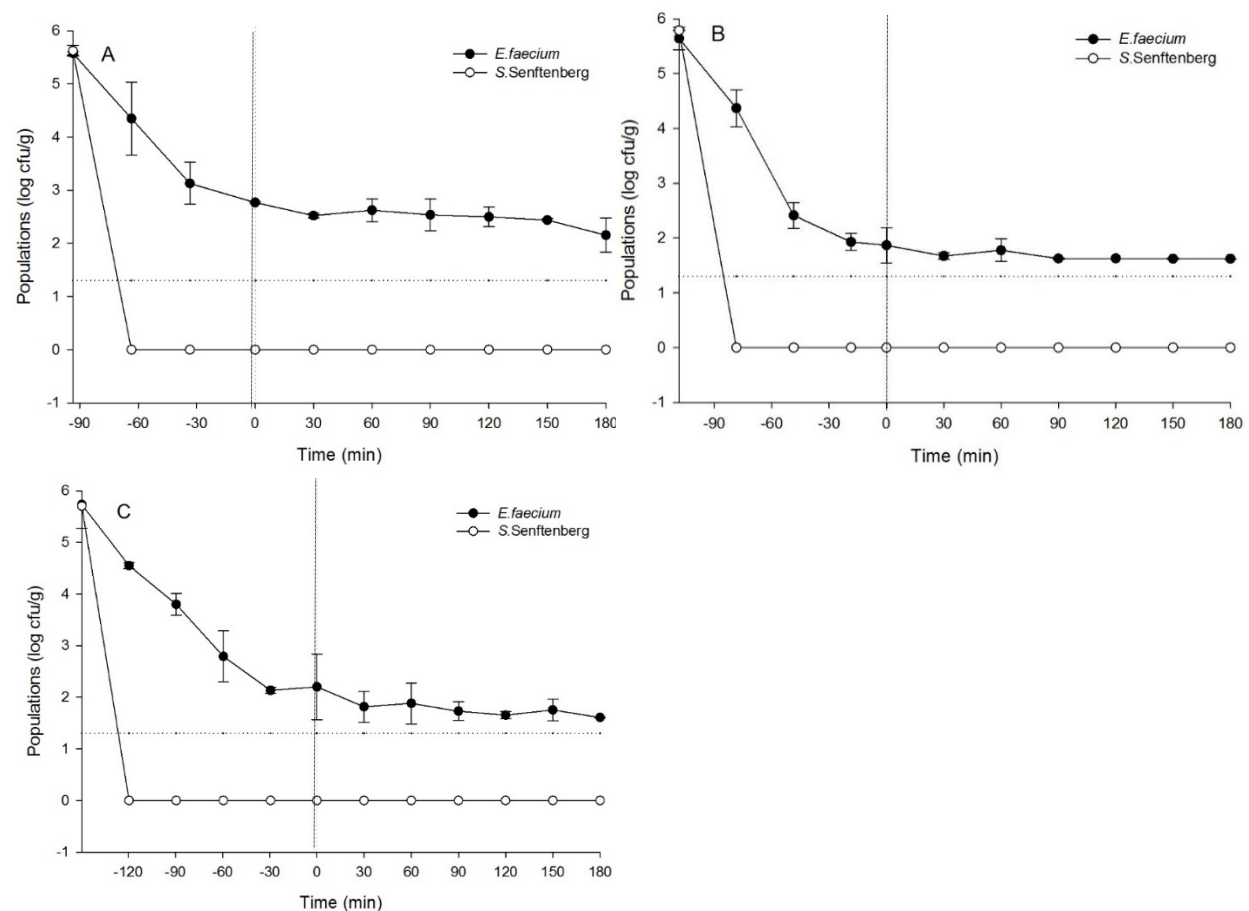 A
E.faecium
S.Senftenberg
Populations (log cfu/g)
6
5
4
3
2
1
0
-1
-90 -60 -30 0 30 60 90 120 150 180
Time (min)
B
E.faecium
S.Senftenberg
Populations (log cfu/g)
6
5
4
3
2
1
0
-1
-90 -60 -30 0 30 60 90 120 150 180
Time (min)
C
E.faecium
S.Senftenberg
Populations (log cfu/g)
6
5
4
3
2
1
0
-1
-120 -90 -60 -30 0 30 60 90 120 150 180
Time (min)